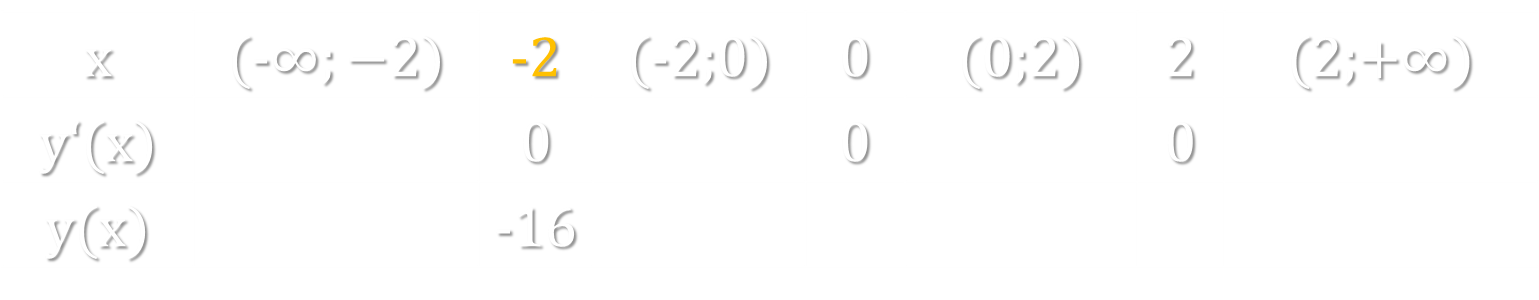 x (-∞; −2) -2 (-2;0) 0 (0;2) 2 (2;+∞)
y'(x) 0 0 0
y(x) -16